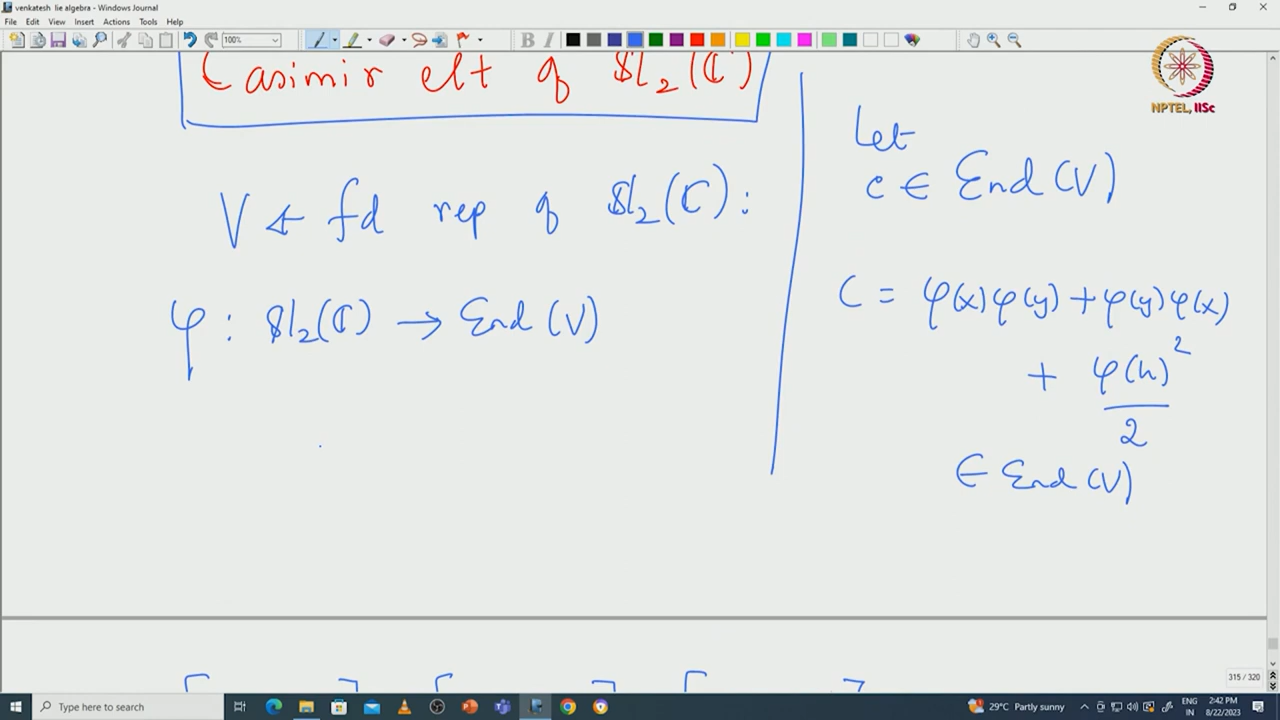 venkatesh lie algebra - Windows Journal
File Edit View Insert Actions Tools Help
100%
B I
Casimir elt of sl₂(ℂ)
NPTEL, IISc
V ← fd rep of sl₂(ℂ):
φ : sl₂(ℂ) → End (V)
Let
c ∈ End (V)
C = φ(x)φ(y) + φ(y)φ(x)
+ φ(h)²/2
∈ End (V)
315 / 320
Type here to search
29°C Partly sunny
ENG
IN
2:42 PM
8/22/2023